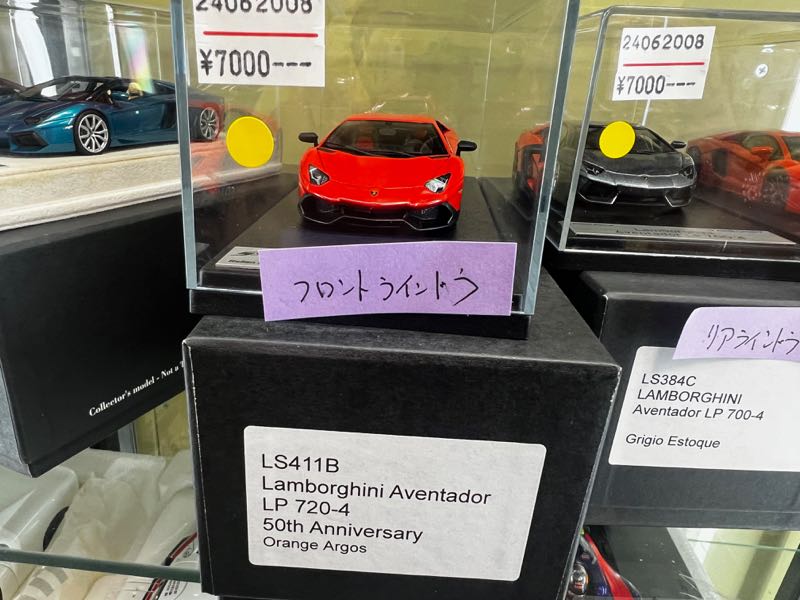 24062008
¥7000---
24062008
¥7000---
フロントラインドウ
リアライントラ
Collector's model - Not a
LS411B
Lamborghini Aventador
LP 720-4
50th Anniversary
Orange Argos
LS384C
LAMBORGHINI
Aventador LP 700-4
Grigio Estoque